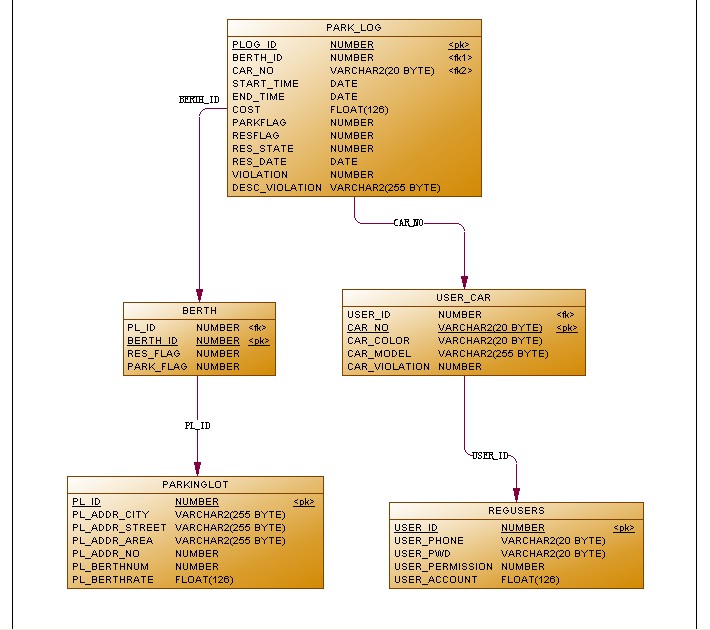 PARK_LOG
PLOG_ID NUMBER <pk>
BERTH_ID NUMBER <fk1>
CAR_NO VARCHAR2(20 BYTE) <fk2>
START_TIME DATE
END_TIME DATE
COST FLOAT(126)
PARKFLAG NUMBER
RESFLAG NUMBER
RES_STATE NUMBER
RES_DATE DATE
VIOLATION NUMBER
DESC_VIOLATION VARCHAR2(255 BYTE)
BERTH_ID
CAR_NO
BERTH
PL_ID NUMBER <fk>
BERTH_ID NUMBER <pk>
RES_FLAG NUMBER
PARK_FLAG NUMBER
USER_CAR
USER_ID NUMBER <fk>
CAR_NO VARCHAR2(20 BYTE) <pk>
CAR_COLOR VARCHAR2(20 BYTE)
CAR_MODEL VARCHAR2(255 BYTE)
CAR_VIOLATION NUMBER
PL_ID
USER_ID
PARKINGLOT
PL_ID NUMBER <pk>
PL_ADDR_CITY VARCHAR2(255 BYTE)
PL_ADDR_STREET VARCHAR2(255 BYTE)
PL_ADDR_AREA VARCHAR2(255 BYTE)
PL_ADDR_NO NUMBER
PL_BERTHNUM NUMBER
PL_BERTHRATE FLOAT(126)
REGUSERS
USER_ID NUMBER <pk>
USER_PHONE VARCHAR2(20 BYTE)
USER_PWD VARCHAR2(20 BYTE)
USER_PERMISSION NUMBER
USER_ACCOUNT FLOAT(126)